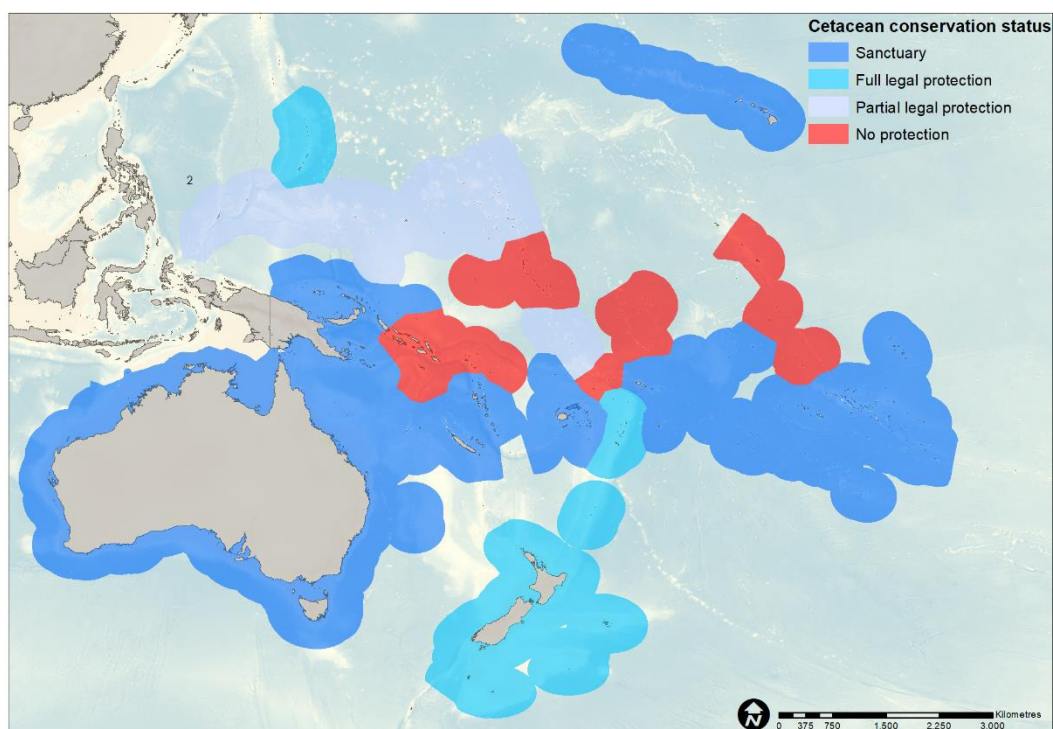 Cetacean conservation status
Sanctuary
Full legal protection
Partial legal protection
No protection
2
N
Kilometres
0 375 750 1,500 2,250 3,000